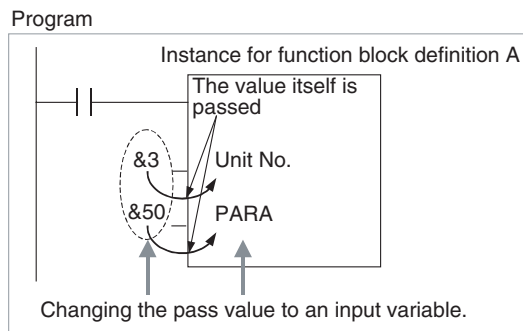 Program
Instance for function block definition A
The value itself is
passed
&3
Unit No.
&50
PARA
Changing the pass value to an input variable.